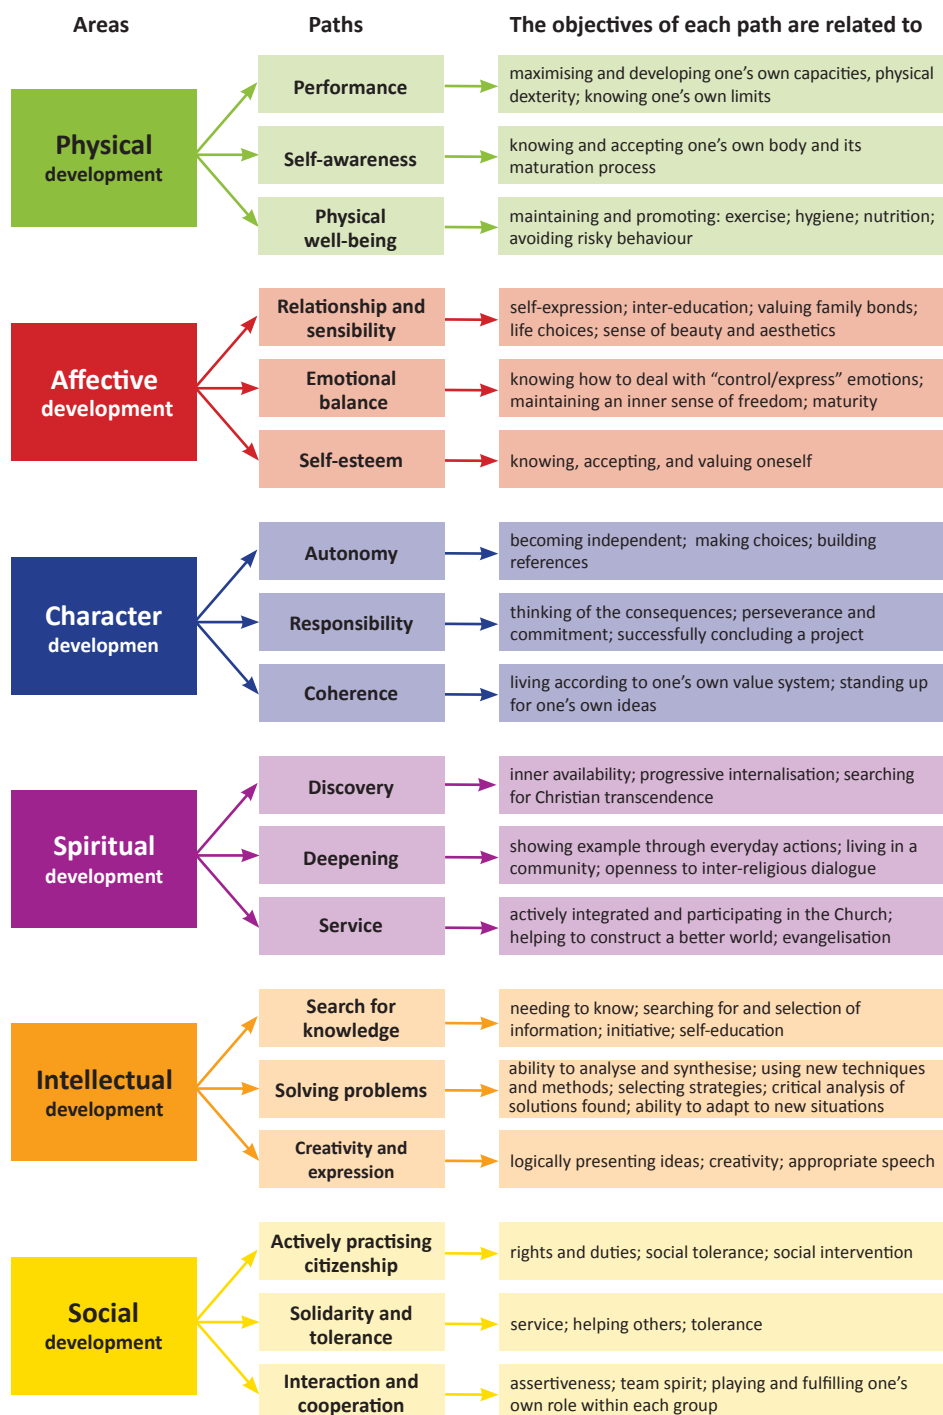 Areas
Paths
The objectives of each path are related to
Physical
development
Performance
maximising and developing one’s own capacities, physical
dexterity; knowing one’s own limits
Self-awareness
knowing and accepting one’s own body and its
maturation process
Physical
well-being
maintaining and promoting: exercise; hygiene; nutrition;
avoiding risky behaviour
Affective
development
Relationship and
sensibility
self-expression; inter-education; valuing family bonds;
life choices; sense of beauty and aesthetics
Emotional
balance
knowing how to deal with “control/express” emotions;
maintaining an inner sense of freedom; maturity
Self-esteem
knowing, accepting, and valuing oneself
Character
developmen
Autonomy
becoming independent; making choices; building
references
Responsibility
thinking of the consequences; perseverance and
commitment; successfully concluding a project
Coherence
living according to one’s own value system; standing up
for one’s own ideas
Spiritual
development
Discovery
inner availability; progressive internalisation; searching
for Christian transcendence
Deepening
showing example through everyday actions; living in a
community; openness to inter-religious dialogue
Service
actively integrated and participating in the Church;
helping to construct a better world; evangelisation
Intellectual
development
Search for
knowledge
needing to know; searching for and selection of
information; initiative; self-education
Solving problems
ability to analyse and synthesise; using new techniques
and methods; selecting strategies; critical analysis of
solutions found; ability to adapt to new situations
Creativity and
expression
logically presenting ideas; creativity; appropriate speech
Social
development
Actively practising
citizenship
rights and duties; social tolerance; social intervention
Solidarity and
tolerance
service; helping others; tolerance
Interaction and
cooperation
assertiveness; team spirit; playing and fulfilling one’s
own role within each group